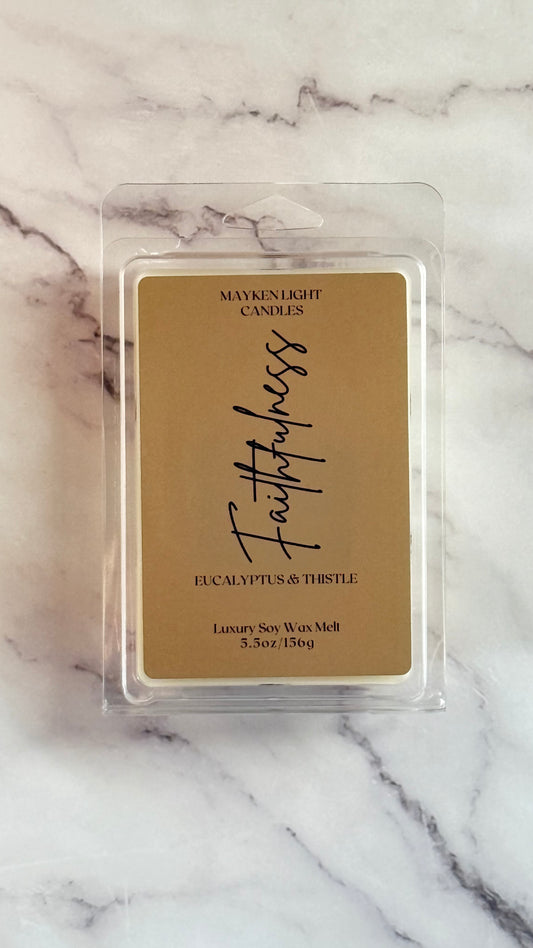 MAYKEN LIGHT
CANDLES
Faithfulness
EUCALYPTUS & THISTLE
Luxury Soy Wax Melt
5.5oz/156g